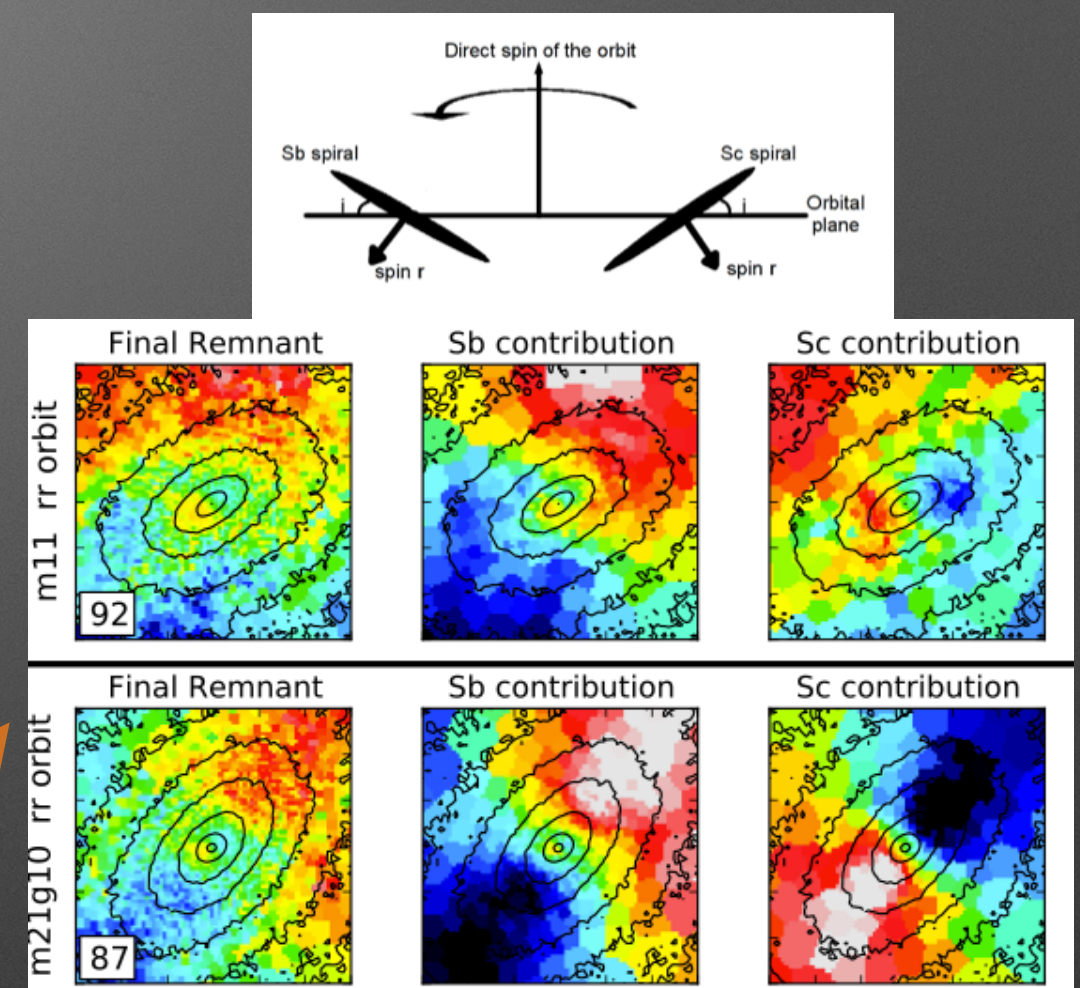 Direct spin of the orbit
Sb spiral
Sc spiral
i
i
Orbital
plane
spin r
spin r
Final Remnant
Sb contribution
Sc contribution
m11 rr orbit
92
Final Remnant
Sb contribution
Sc contribution
m21g10 rr orbit
87